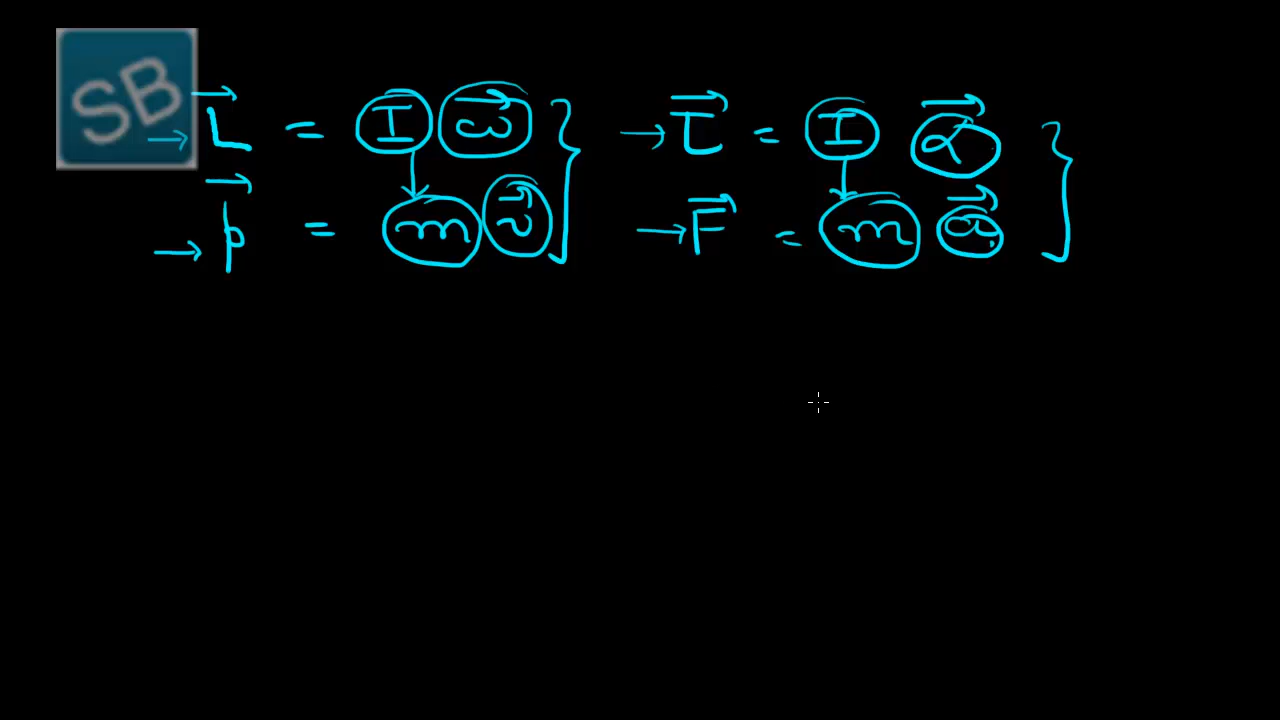 SB
→ L⃗ = I ω⃗ } → τ⃗ = I α⃗ }
→ p⃗ = m v⃗ → F⃗ = m a⃗